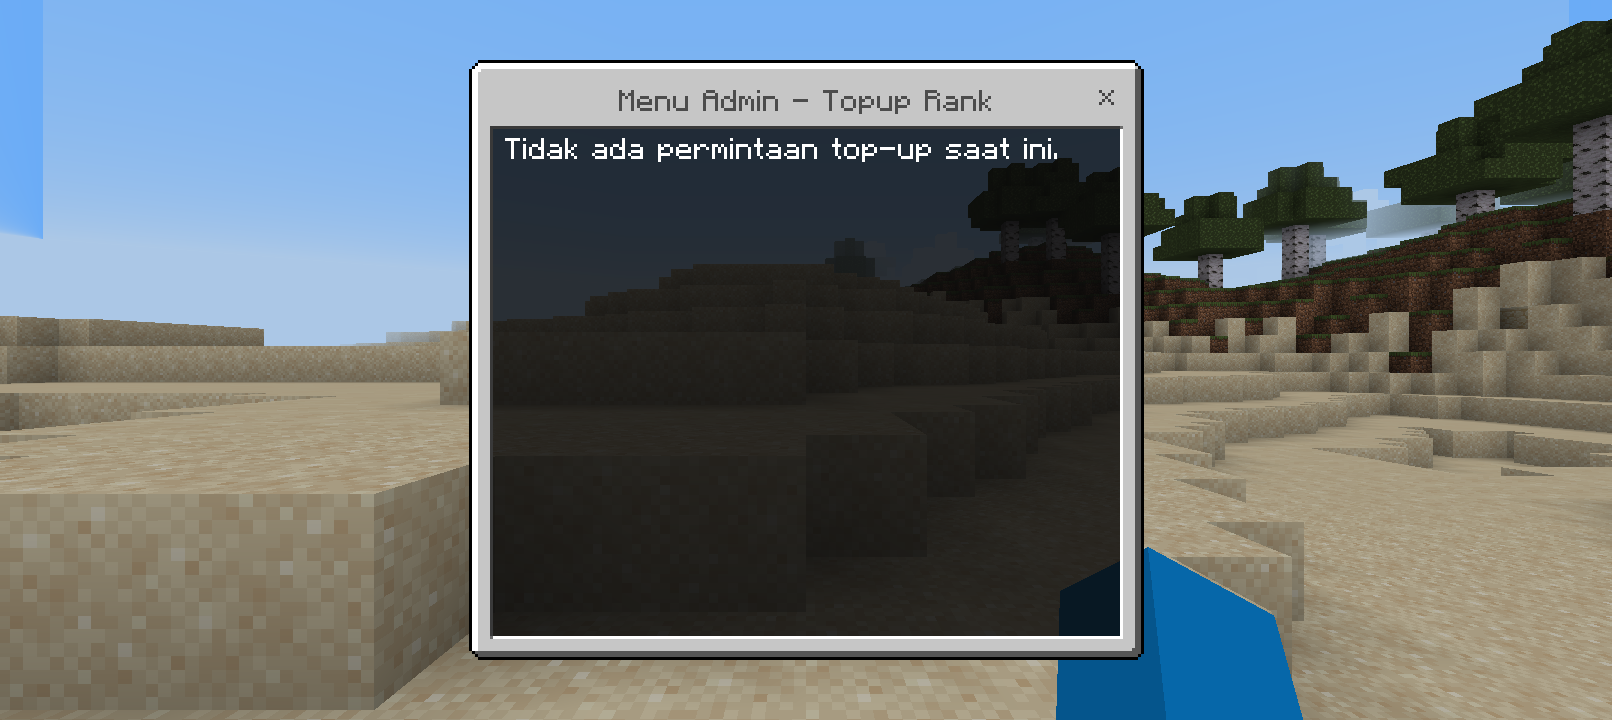 Menu Admin - Topup Rank
Tidak ada permintaan top-up saat ini.